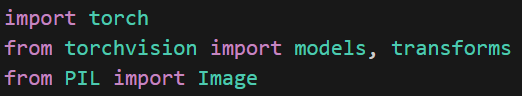 import torch
from torchvision import models, transforms
from PIL import Image